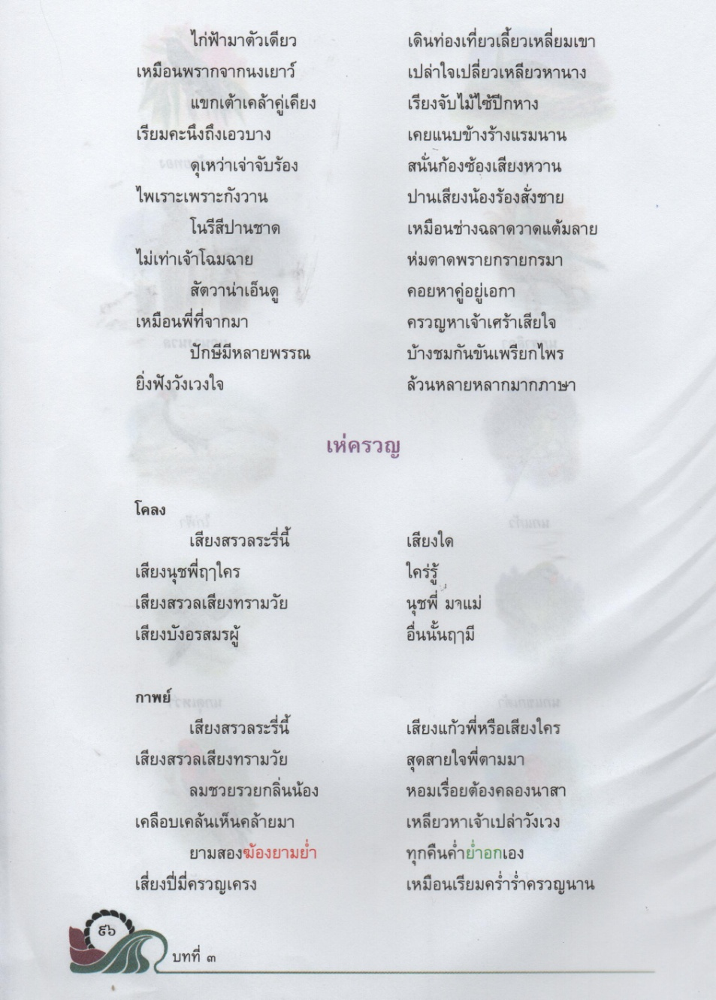 ไก่ฟ้ามาตัวเดียว เดินท่องเที่ยวเลี้ยวเหลี่ยมเขา
เหมือนพรากจากนงเยาว์ เปล่าใจเปลี่ยวเหลียวหานาง
แขกเต้าเคล้าคู่เคียง เรียงจับไม้ไซ้ปีกหาง
เรียมคะนึงถึงเอวบาง เคยแนบข้างร้างแรมนาน
ดุเหว่าเจ่าจับร้อง สนั่นก้องซ้องเสียงหวาน
ไพเราะเพราะกังวาน ปานเสียงน้องร้องสั่งชาย
โนรีสีปานชาด เหมือนช่างฉลาดวาดแต้มลาย
ไม่เท่าเจ้าโฉมฉาย ห่มตาดพรายกรายกรมา
สัตวาน่าเอ็นดู คอยหาคู่อยู่เอกา
เหมือนพี่ที่จากมา ครวญหาเจ้าเศร้าเสียใจ
ปักษีมีหลายพรรณ บ้างชมกันขันเพรียกไพร
ยิ่งฟังวังเวงใจ ล้วนหลายหลากมากภาษา
เห่ครวญ
โคลง
เสียงสรวลระรี่นี้ เสียงใด
เสียงนุชพี่ฤๅใคร ใคร่รู้
เสียงสรวลเสียงทรามวัย นุชพี่ มาแม่
เสียงบังอรสมรผู้ อื่นนั้นฤๅมี
กาพย์
เสียงสรวลระรี่นี้ เสียงแก้วพี่หรือเสียงใคร
เสียงสรวลเสียงทรามวัย สุดสายใจพี่ตามมา
ลมชวยรวยกลิ่นน้อง หอมเรื่อยต้องคลองนาสา
เคลือบเคล้นเห็นคล้ายมา เหลียวหาเจ้าเปล่าวังเวง
ยามสองฆ้องยามย่ำ ทุกคืนค่ำย่ำอกเอง
เสี่ยงปี่มี่ครวญเครง เหมือนเรียมคร่ำร่ำครวญนาน
๙๖
บทที่ ๓